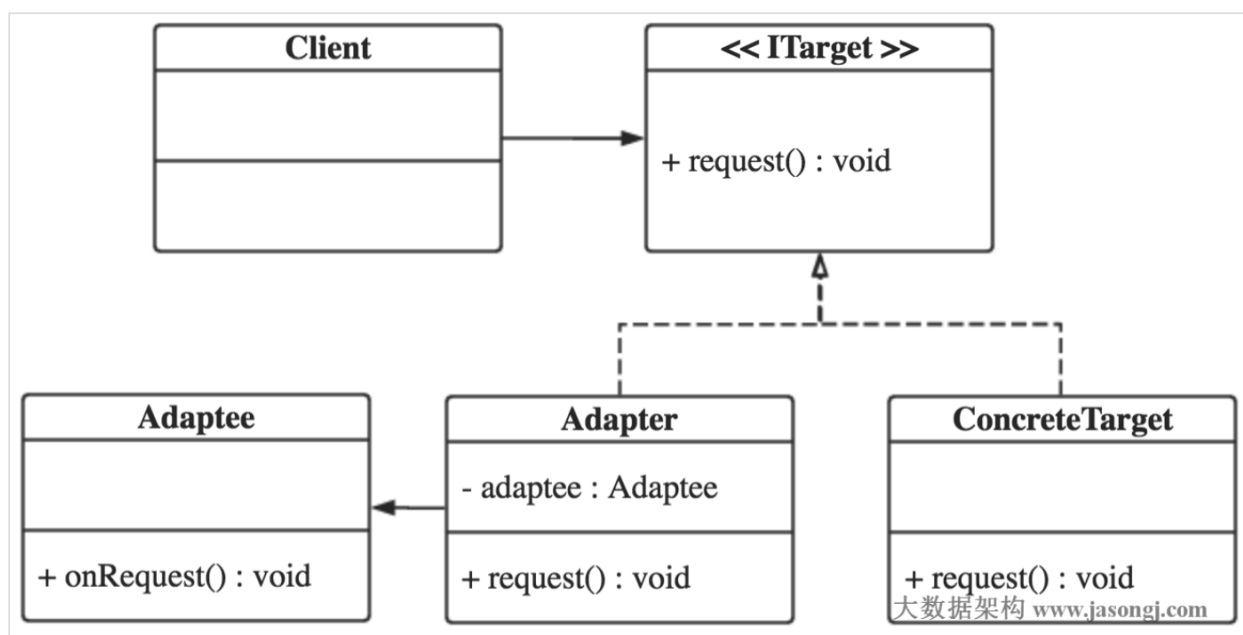 Client
<< ITarget >>
+ request() : void
Adaptee
Adapter
ConcreteTarget
- adaptee : Adaptee
+ onRequest() : void
+ request() : void
+ request() : void
大数据架构 www.jasongj.com